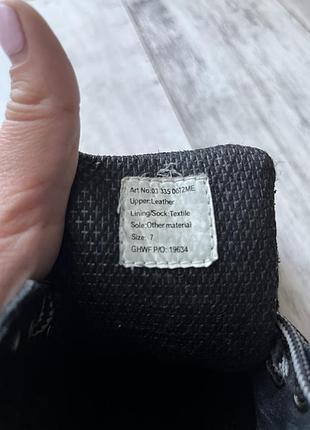 Art No:03 335 0072ME
Upper:Leather
Lining/Sock:Textile
Sole:Other material
Size: 7
GHWF P/O: 19634